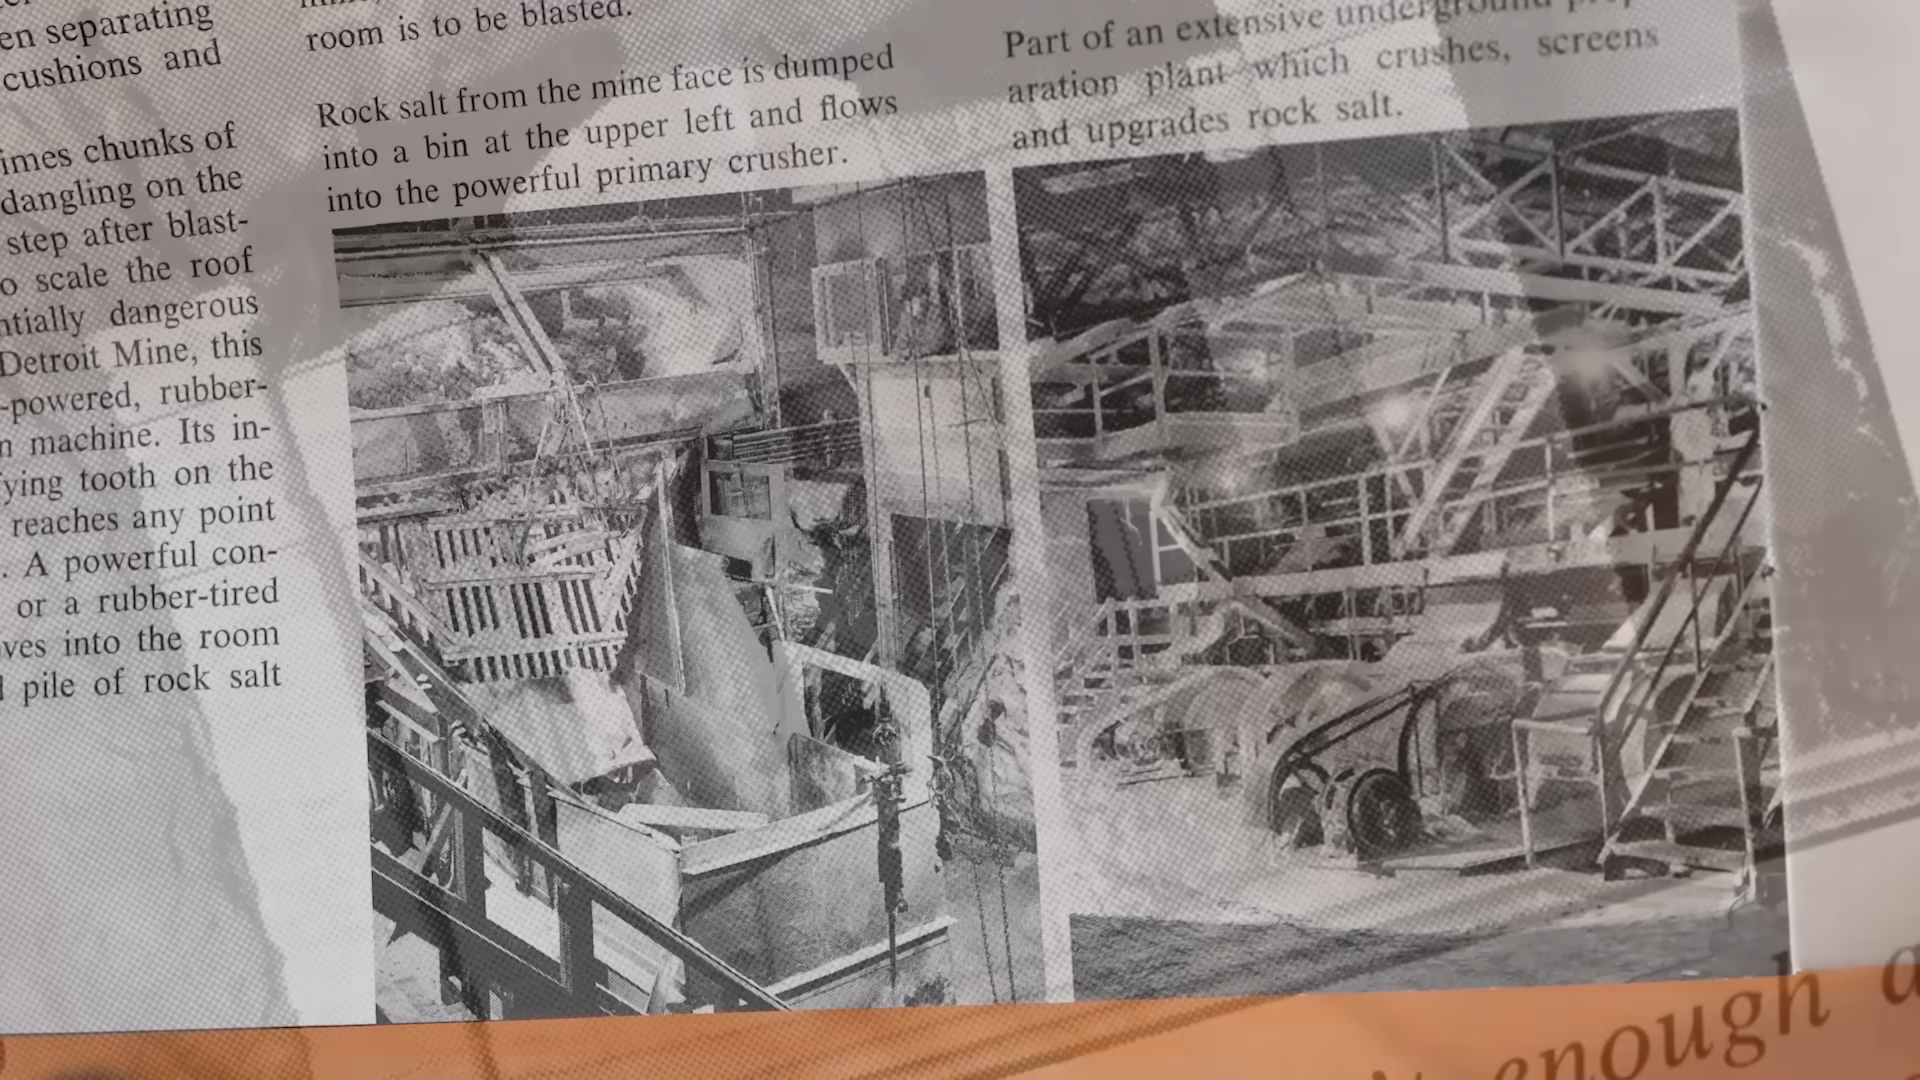 en separating
cushions and
imes chunks of
dangling on the
step after blast-
o scale the roof
ntially dangerous
Detroit Mine, this
-powered, rubber-
n machine. Its in-
ying tooth on the
reaches any point
. A powerful con-
or a rubber-tired
ves into the room
pile of rock salt
room is to be blasted.
Rock salt from the mine face is dumped
into a bin at the upper left and flows
into the powerful primary crusher.
Part of an extensive underground prep-
aration plant which crushes, screens
and upgrades rock salt.
enough a